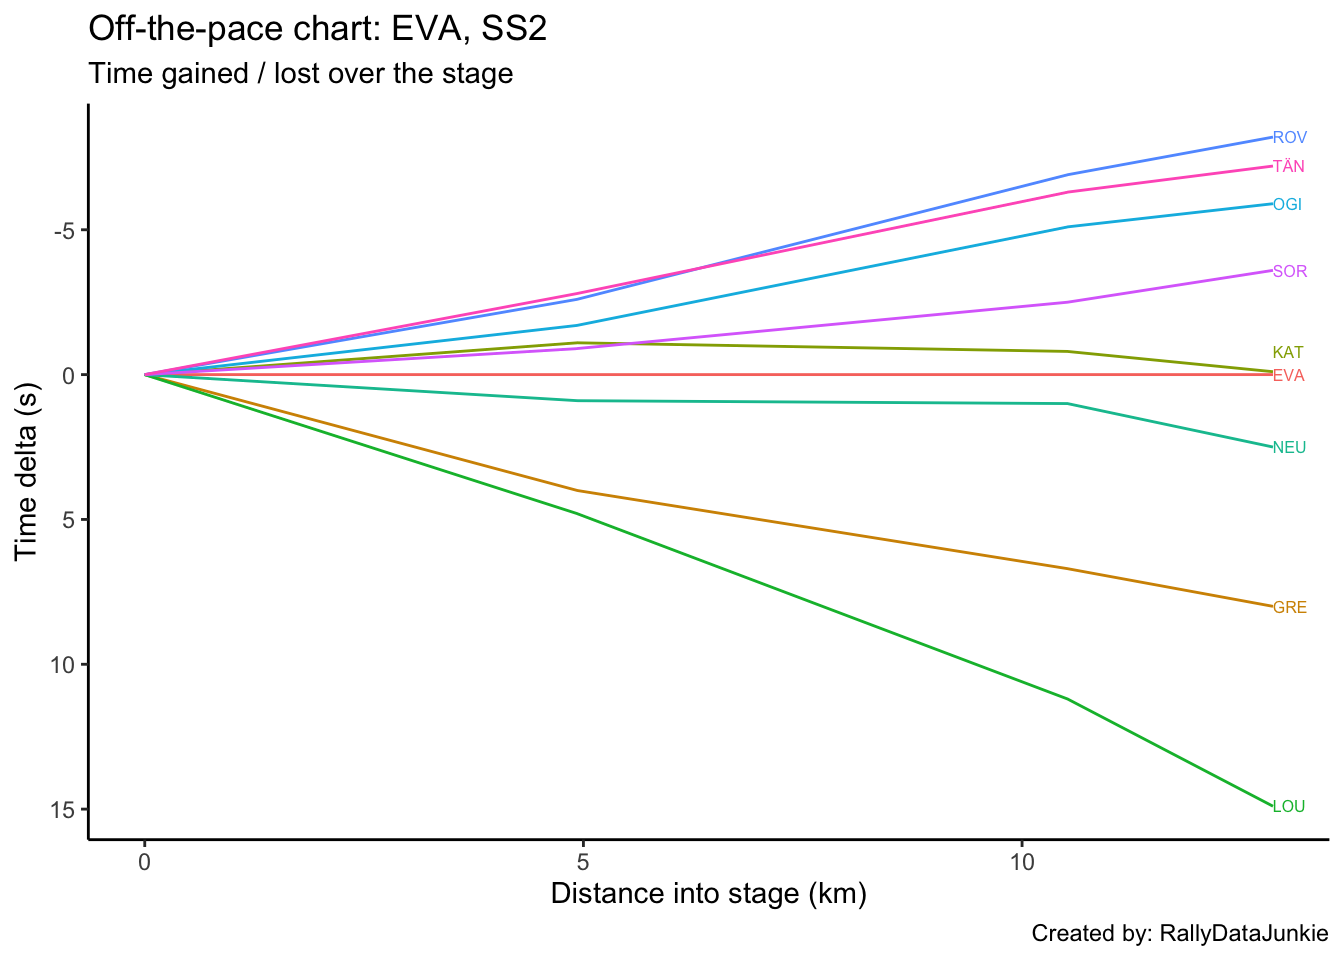 Off-the-pace chart: EVA, SS2
Time gained / lost over the stage
ROV
TÄN
OGI
-5
SOR
KAT
0
EVA
NEU
Time delta (s)
5
GRE
10
LOU
15
0 5 10
Distance into stage (km)
Created by: RallyDataJunkie